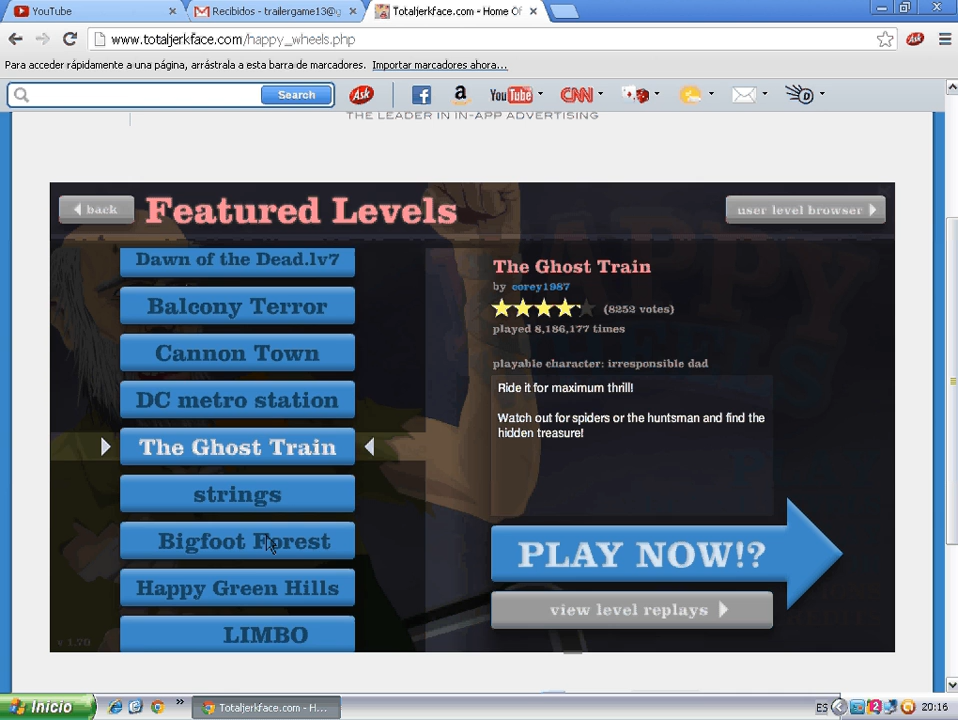 YouTube
Recibidos - trailergame13@g
Totaljerkface.com - Home Of
www.totaljerkface.com/happy_wheels.php
Para acceder rápidamente a una página, arrástrala a esta barra de marcadores. Importar marcadores ahora...
Search
Ask
YouTube
CNN
THE LEADER IN IN-APP ADVERTISING
back
Featured Levels
user level browser
Dawn of the Dead.lv7
Balcony Terror
Cannon Town
DC metro station
The Ghost Train
strings
Bigfoot Forest
Happy Green Hills
LIMBO
v 1.70
The Ghost Train
by corey1987
(8252 votes)
played 8,186,177 times
playable character: irresponsible dad
Ride it for maximum thrill!
Watch out for spiders or the huntsman and find the
hidden treasure!
PLAY NOW!?
view level replays
Inicio
Totaljerkface.com - H...
ES
20:16